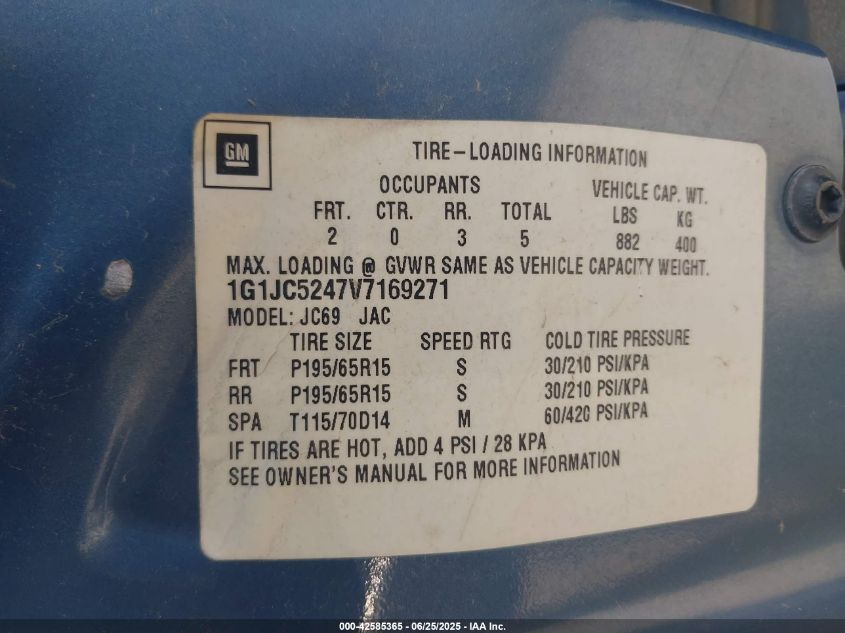 GM
TIRE-LOADING INFORMATION
OCCUPANTS VEHICLE CAP. WT.
FRT. CTR. RR. TOTAL LBS KG
2 0 3 5 882 400
MAX. LOADING @ GVWR SAME AS VEHICLE CAPACITY WEIGHT.
1G1JC5247V7169271
MODEL: JC69 JAC
TIRE SIZE SPEED RTG COLD TIRE PRESSURE
FRT P195/65R15 S 30/210 PSI/KPA
RR P195/65R15 S 30/210 PSI/KPA
SPA T115/70D14 M 60/420 PSI/KPA
IF TIRES ARE HOT, ADD 4 PSI / 28 KPA
SEE OWNER'S MANUAL FOR MORE INFORMATION
000-42585365 - 06/25/2025 - IAA Inc.